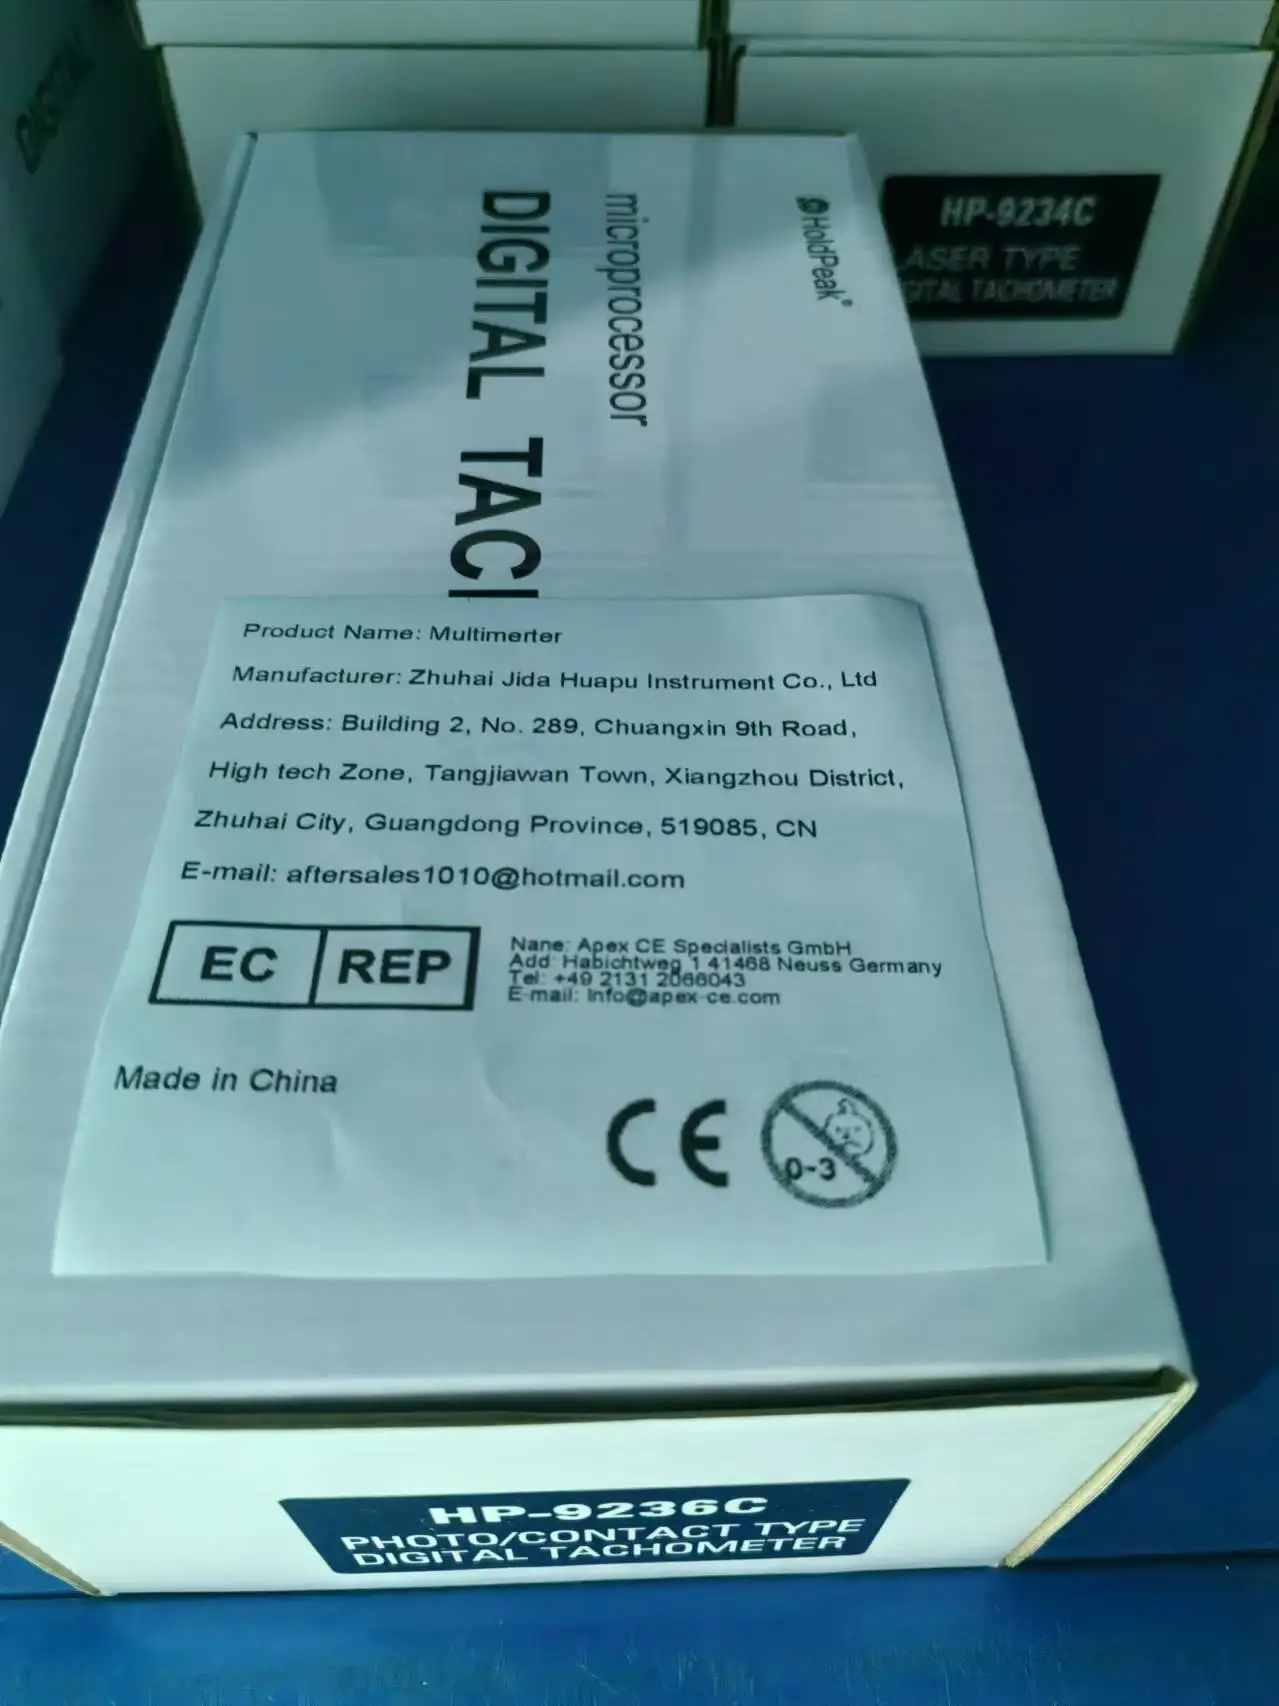 DIGITAL
HP-9234C
LASER TYPE
DIGITAL TACHOMETER
HoldPeak®
microprocessor
DIGITAL TACH
Product Name: Multimerter
Manufacturer: Zhuhai Jida Huapu Instrument Co., Ltd
Address: Building 2, No. 289, Chuangxin 9th Road,
High tech Zone, Tangjiawan Town, Xiangzhou District,
Zhuhai City, Guangdong Province, 519085, CN
E-mail: aftersales1010@hotmail.com
EC REP
Nane: Apex CE Specialists GmbH
Add: Habichtweg 1 41468 Neuss Germany
Tel: +49 2131 2066043
E-mail: Info@apex-ce.com
Made in China
CE
0-3
HP-9236C
PHOTO/CONTACT TYPE
DIGITAL TACHOMETER